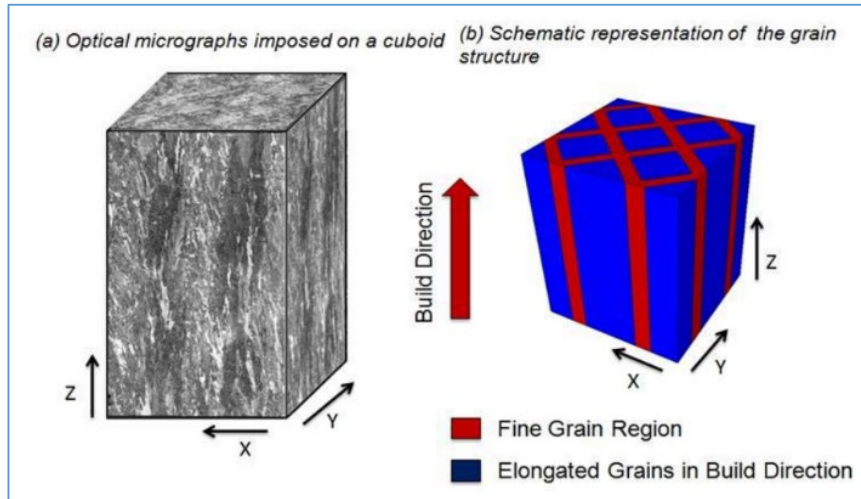 (a) Optical micrographs imposed on a cuboid
(b) Schematic representation of the grain
structure
Build Direction
Z
X
Y
Z
X
Y
Fine Grain Region
Elongated Grains in Build Direction